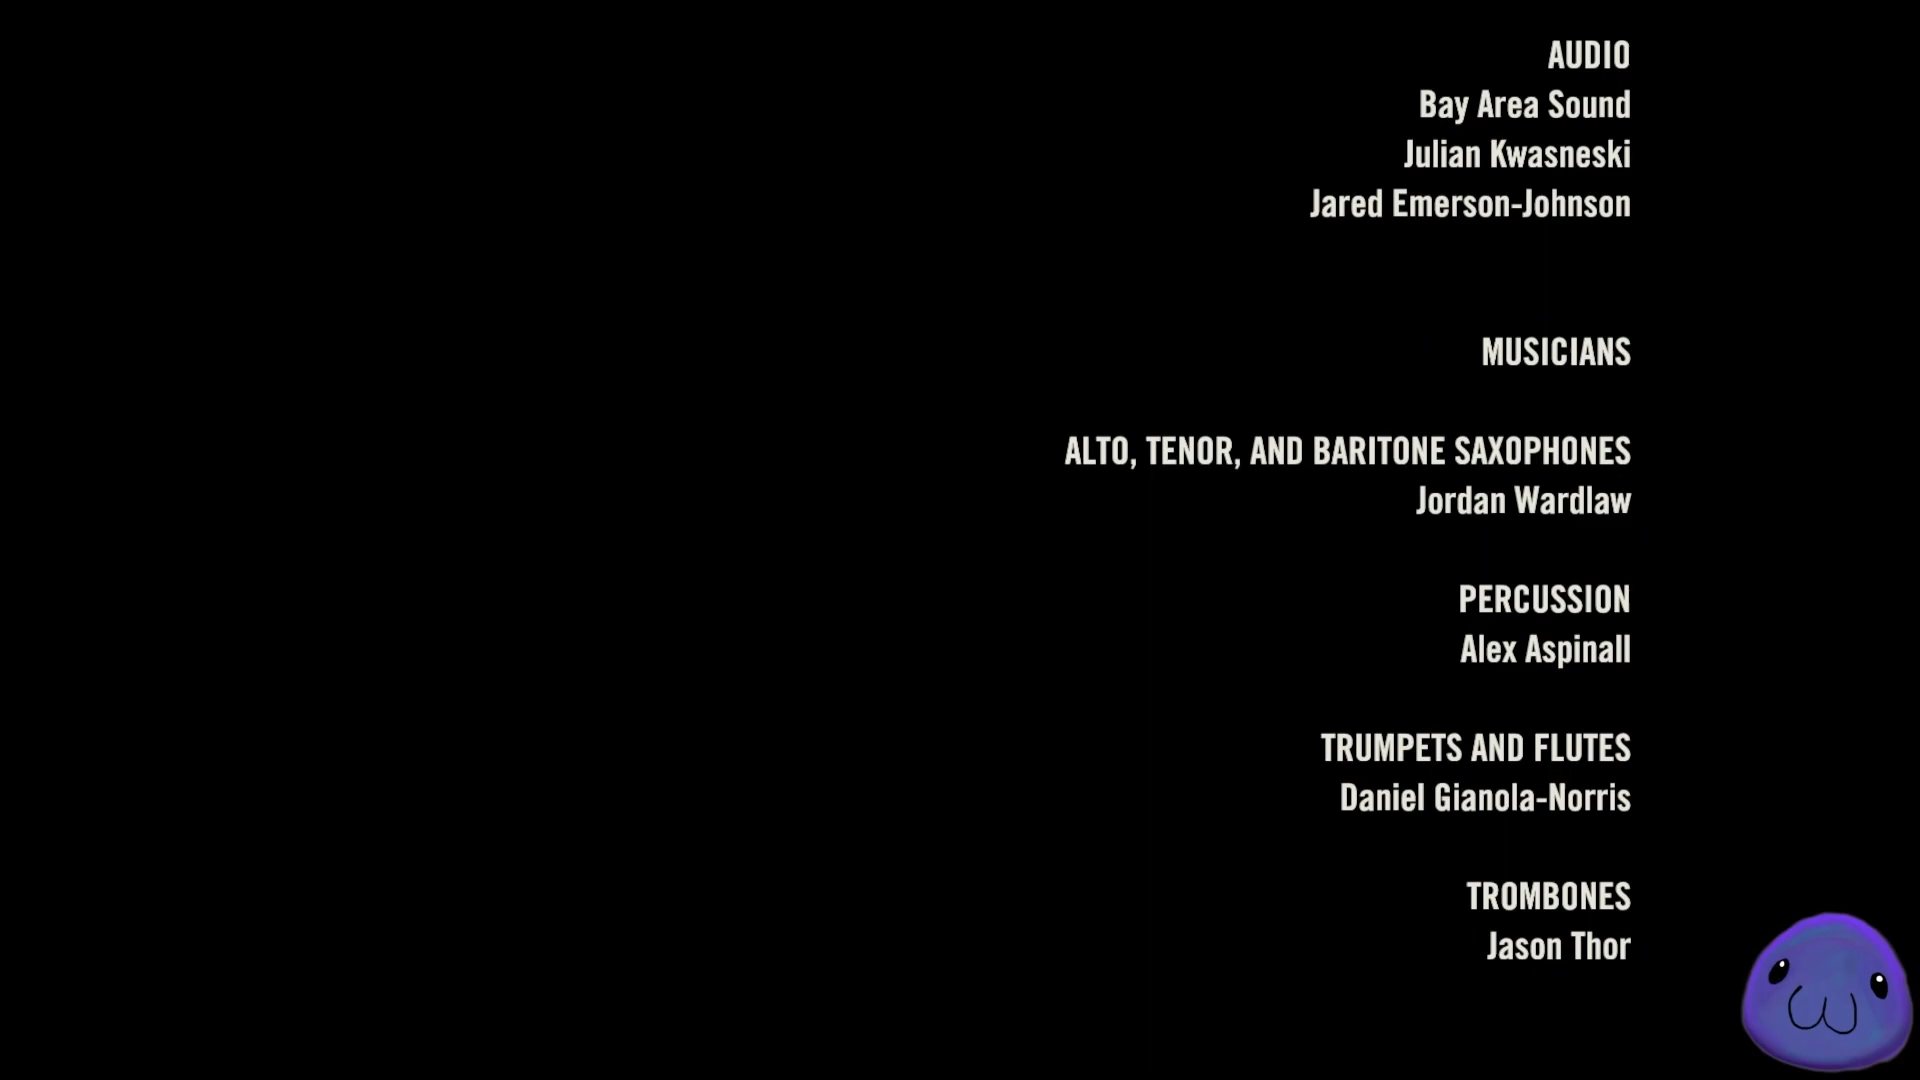 AUDIO
Bay Area Sound
Julian Kwasneski
Jared Emerson-Johnson
MUSICIANS
ALTO, TENOR, AND BARITONE SAXOPHONES
Jordan Wardlaw
PERCUSSION
Alex Aspinall
TRUMPETS AND FLUTES
Daniel Gianola-Norris
TROMBONES
Jason Thor